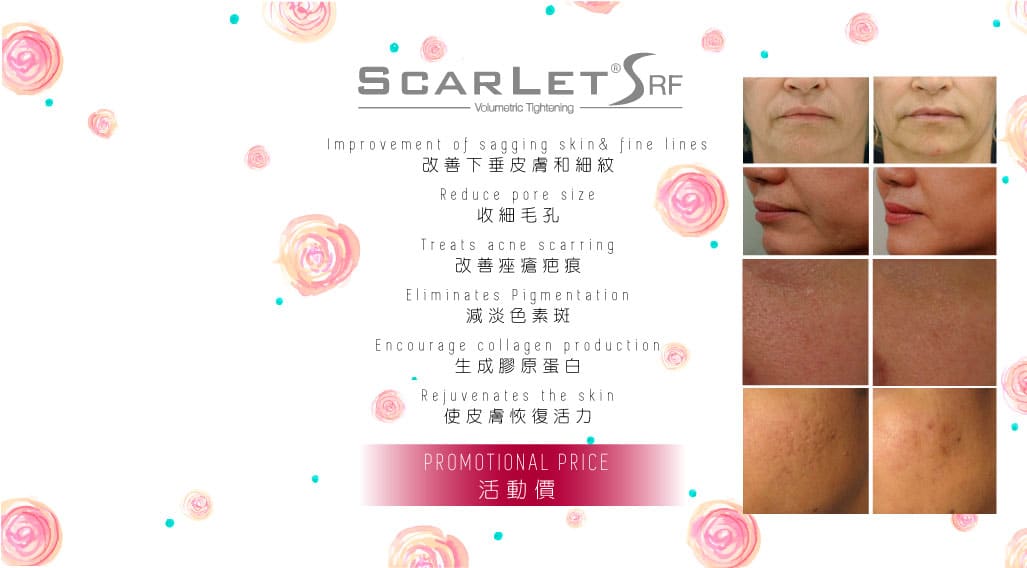 SCARLET®S RF
Volumetric Tightening
Improvement of sagging skin& fine lines
改善下垂皮膚和細紋
Reduce pore size
收細毛孔
Treats acne scarring
改善痤瘡疤痕
Eliminates Pigmentation
減淡色素斑
Encourage collagen production
生成膠原蛋白
Rejuvenates the skin
使皮膚恢復活力
PROMOTIONAL PRICE
活動價